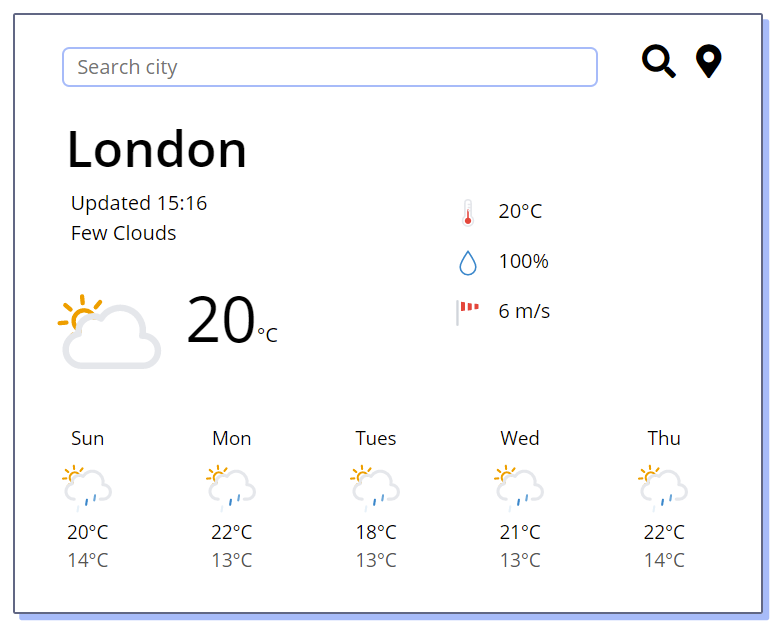 Search city
London
Updated 15:16
Few Clouds
20°C
100%
6 m/s
20°C
Sun Mon Tues Wed Thu
20°C 22°C 18°C 21°C 22°C
14°C 13°C 13°C 13°C 14°C